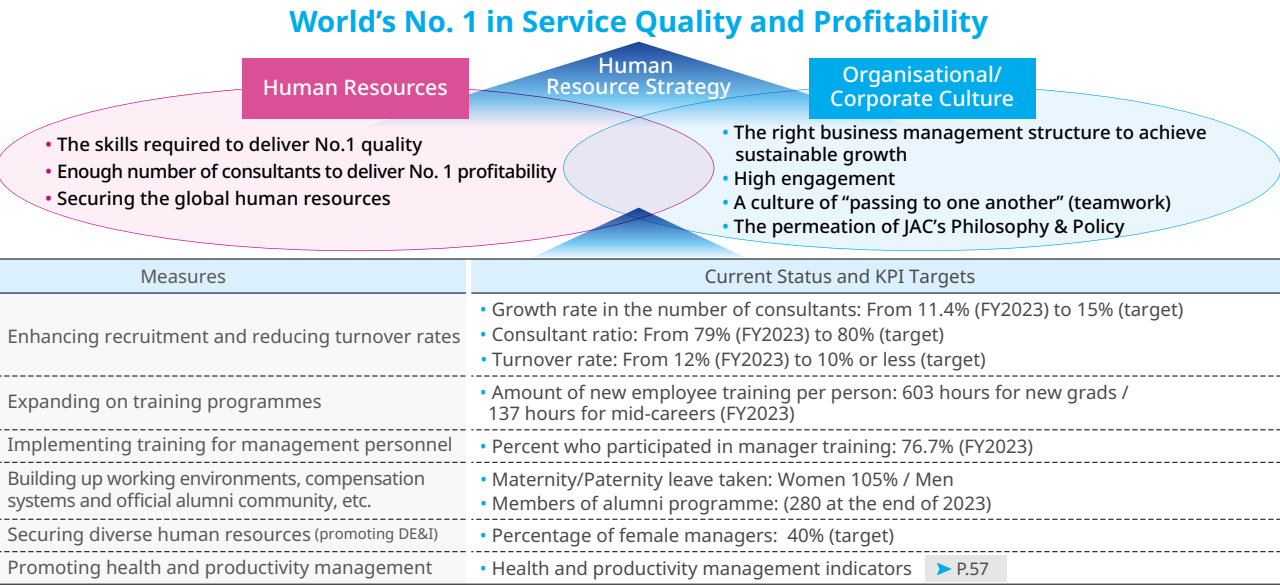 World's No. 1 in Service Quality and Profitability
Human
Resource Strategy
Human Resources
• The skills required to deliver No.1 quality
• Enough number of consultants to deliver No. 1 profitability
• Securing the global human resources
Organisational/
Corporate Culture
• The right business management structure to achieve
sustainable growth
• High engagement
• A culture of “passing to one another” (teamwork)
• The permeation of JAC’s Philosophy & Policy
Measures
Current Status and KPI Targets
Enhancing recruitment and reducing turnover rates
• Growth rate in the number of consultants: From 11.4% (FY2023) to 15% (target)
• Consultant ratio: From 79% (FY2023) to 80% (target)
• Turnover rate: From 12% (FY2023) to 10% or less (target)
Expanding on training programmes
• Amount of new employee training per person: 603 hours for new grads /
137 hours for mid-careers (FY2023)
Implementing training for management personnel
• Percent who participated in manager training: 76.7% (FY2023)
Building up working environments, compensation
systems and official alumni community, etc.
• Maternity/Paternity leave taken: Women 105% / Men
• Members of alumni programme: (280 at the end of 2023)
Securing diverse human resources (promoting DE&I)
• Percentage of female managers: 40% (target)
Promoting health and productivity management
• Health and productivity management indicators ➤ P.57